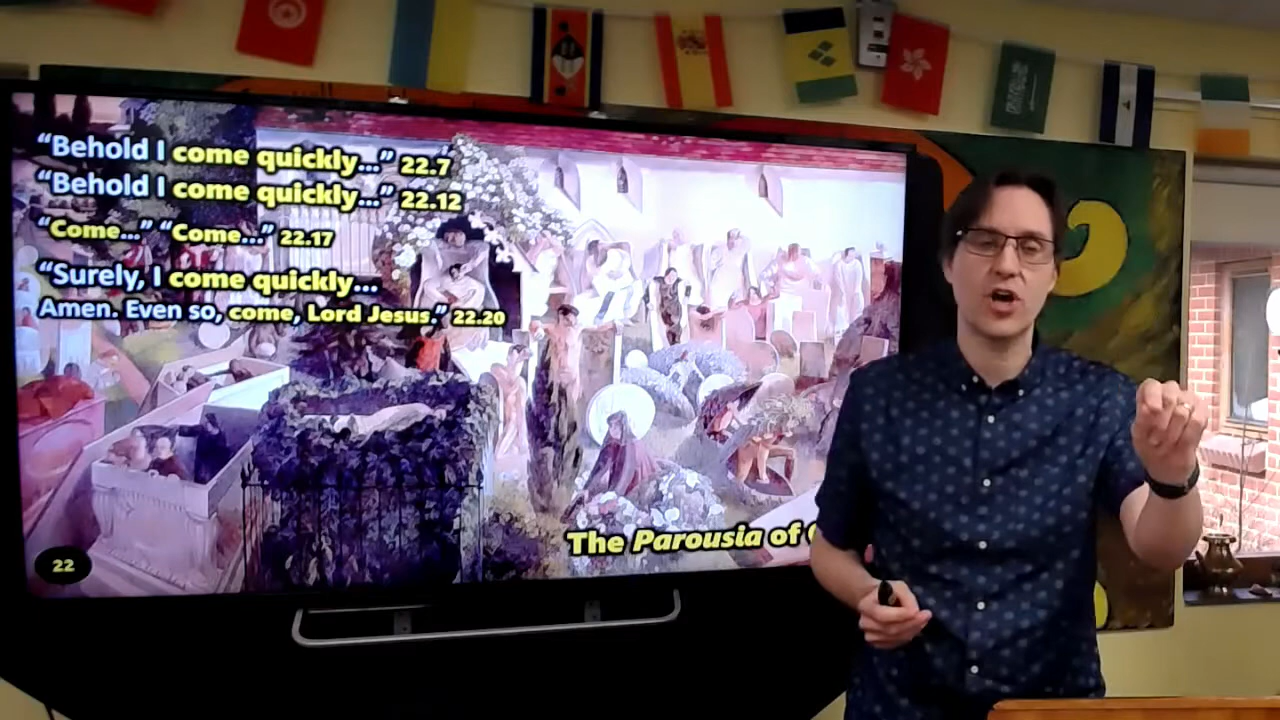 “Behold I come quickly...” 22.7
“Behold I come quickly...” 22.12
“Come...” “Come...” 22.17
“Surely, I come quickly...
Amen. Even so, come, Lord Jesus.” 22.20
The Parousia of
22